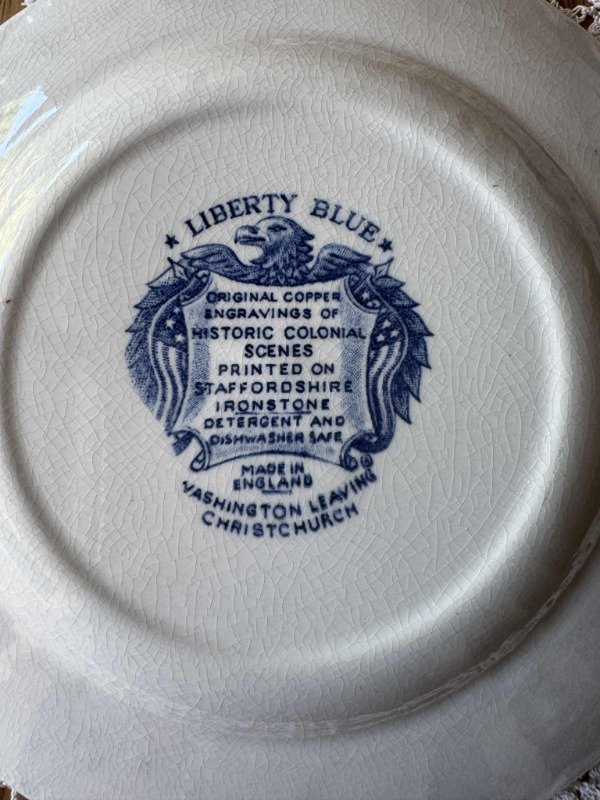 LIBERTY BLUE
ORIGINAL COPPER
ENGRAVINGS OF
HISTORIC COLONIAL
SCENES
PRINTED ON
STAFFORDSHIRE
IRONSTONE
DETERGENT AND
DISHWASHER SAFE
MADE IN
ENGLAND
WASHINGTON LEAVING
CHRISTCHURCH